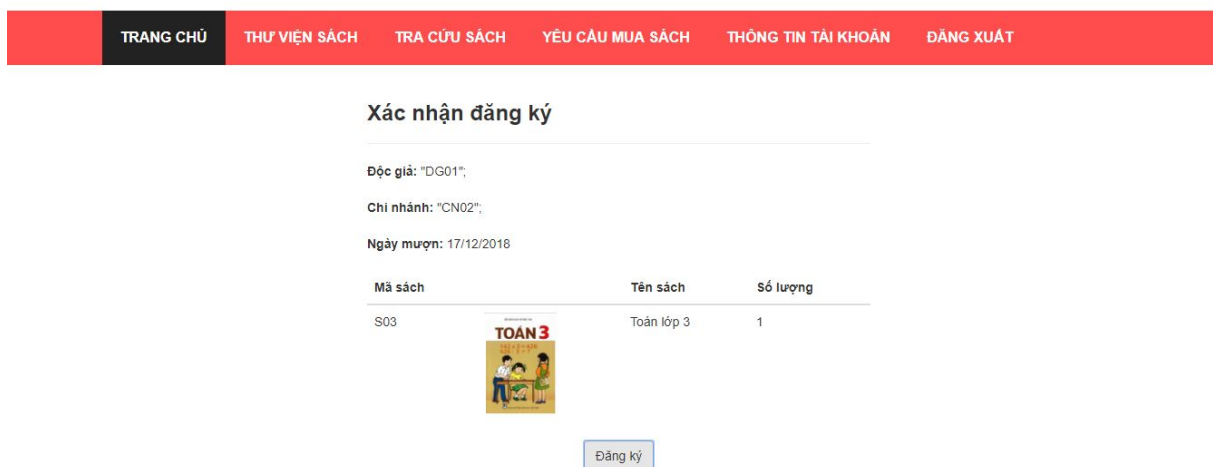 TRANG CHỦ THƯ VIỆN SÁCH TRA CỨU SÁCH YÊU CẦU MUA SÁCH THÔNG TIN TÀI KHOẢN ĐĂNG XUẤT
Xác nhận đăng ký
Độc giả: "DG01";
Chi nhánh: "CN02";
Ngày mượn: 17/12/2018
Mã sách Tên sách Số lượng
S03 Toán lớp 3 1
TOÁN 3
Đăng ký